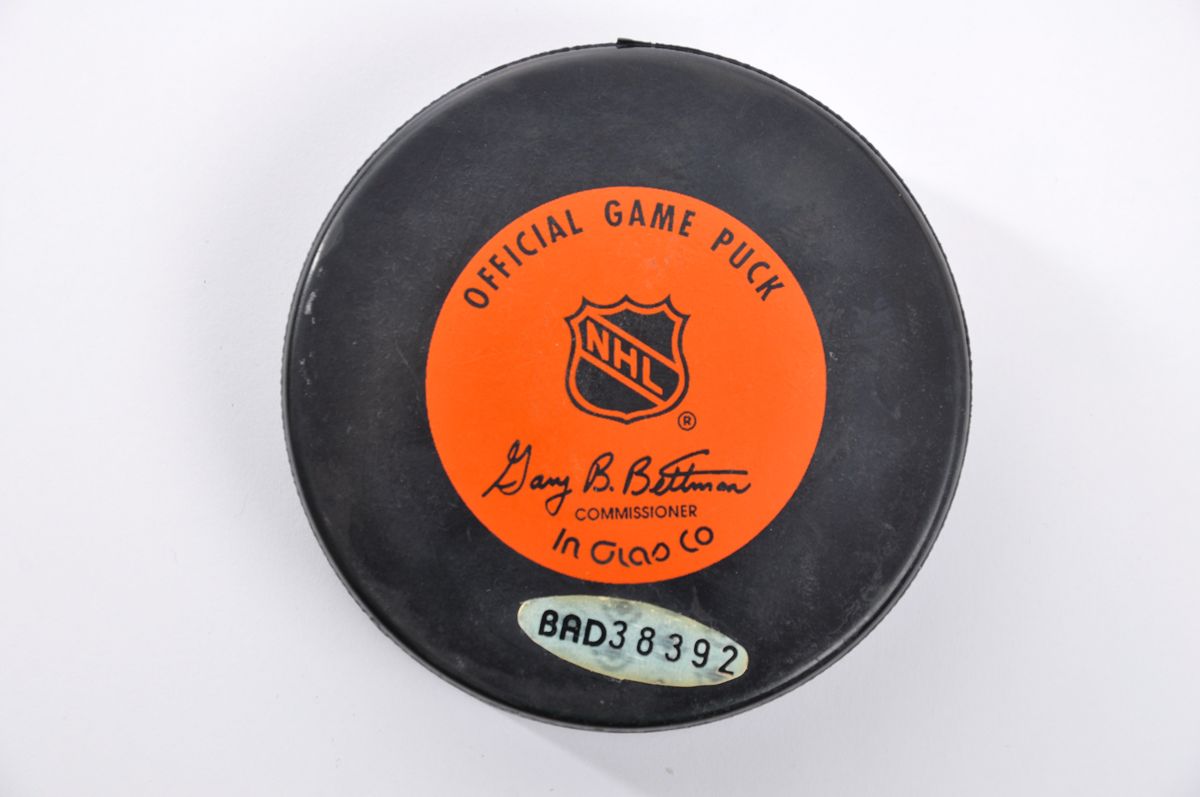 OFFICIAL GAME PUCK
NHL
®
Gary B. Bettman
COMMISSIONER
In Glas Co
BAD38392